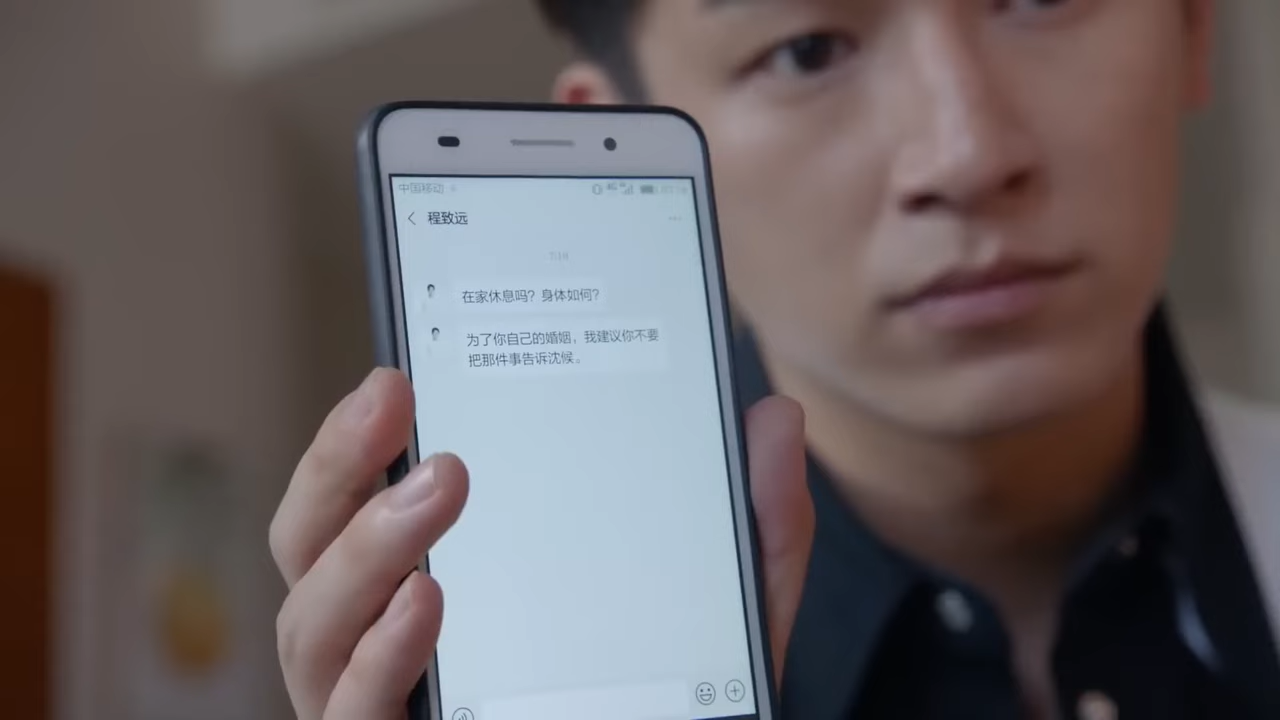 中国移动
程致远
在家休息吗？身体如何？
为了你自己的婚姻，我建议你不要
把那件事告诉沈候。